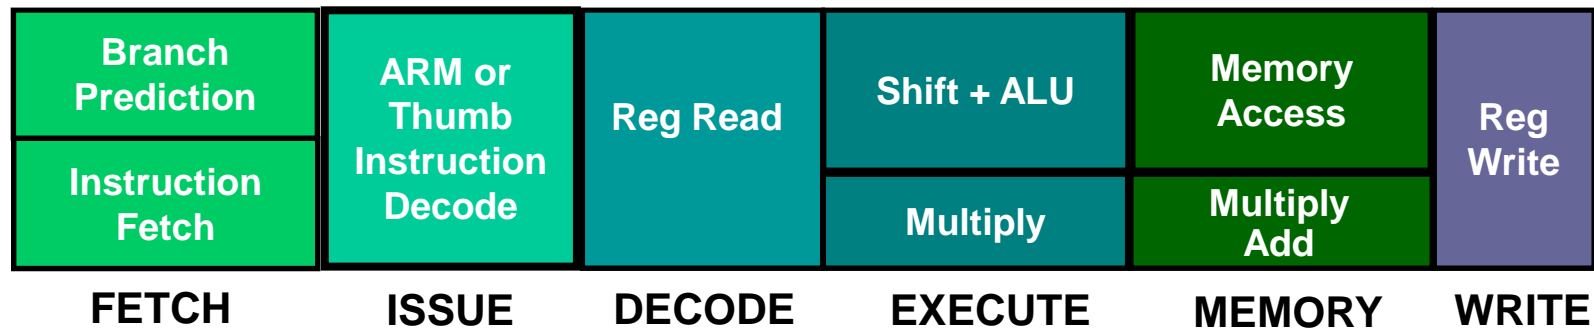 Branch
Prediction
Instruction
Fetch
ARM or
Thumb
Instruction
Decode
Reg Read
Shift + ALU
Multiply
Memory
Access
Multiply
Add
Reg
Write
FETCH
ISSUE
DECODE
EXECUTE
MEMORY
WRITE